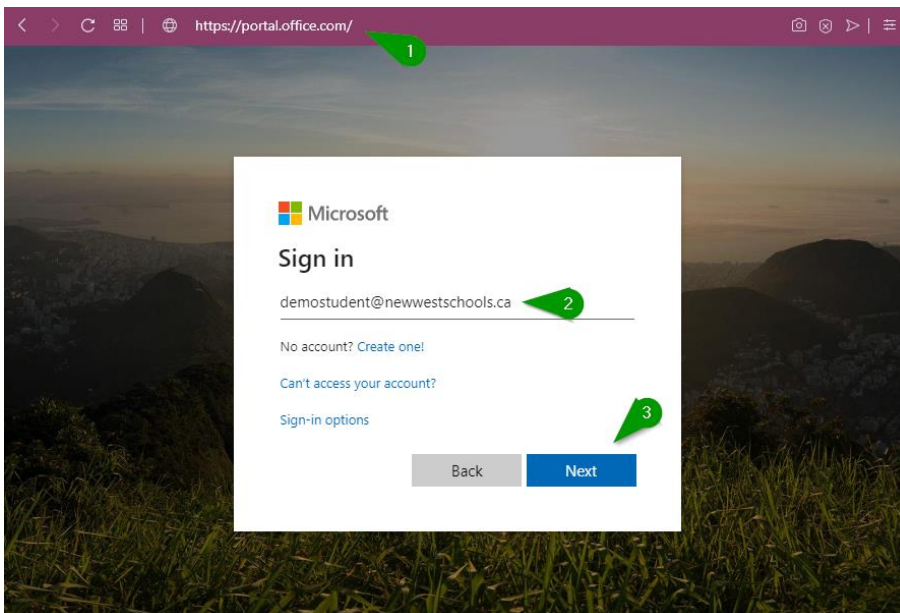 https://portal.office.com/
1
Microsoft
Sign in
demostudent@newwestschools.ca
2
No account? Create one!
Can't access your account?
Sign-in options
3
Back Next